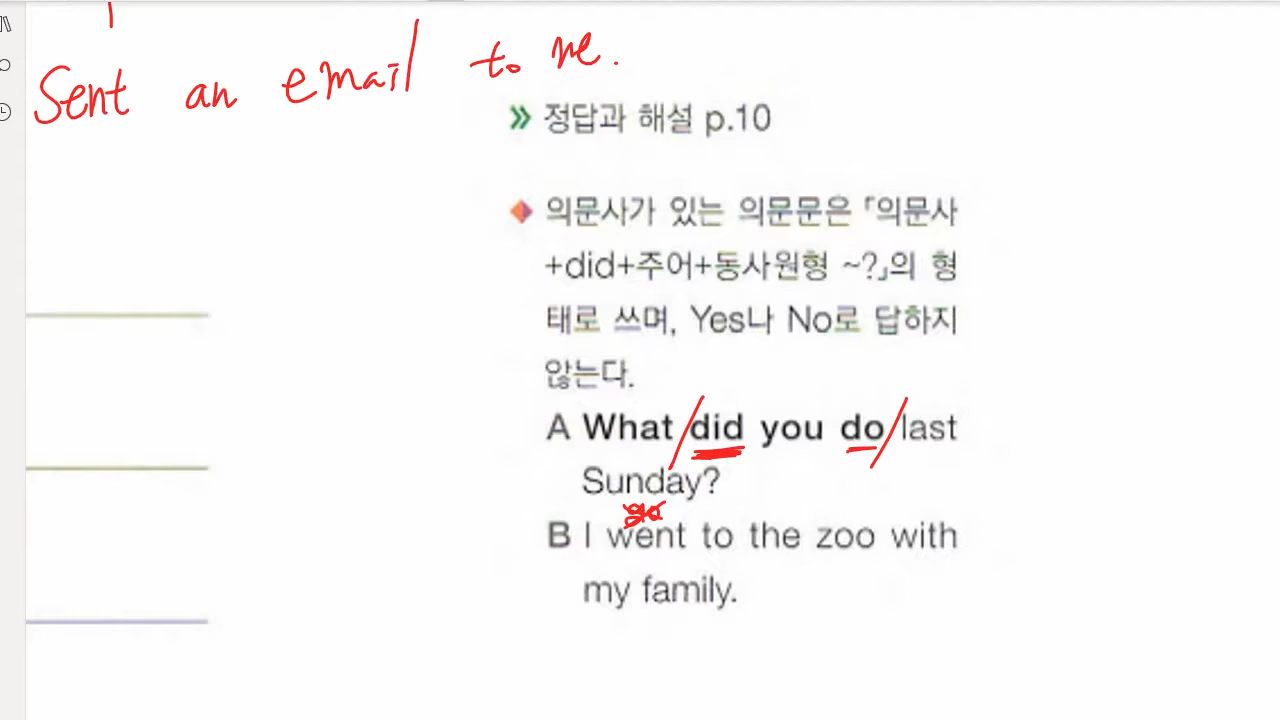 Sent an email to me.
» 정답과 해설 p.10
의문사가 있는 의문문은 「의문사
+did+주어+동사원형 ~?」의 형
태로 쓰며, Yes나 No로 답하지
않는다.
A What did you do last
Sunday?
B I went to the zoo with
my family.